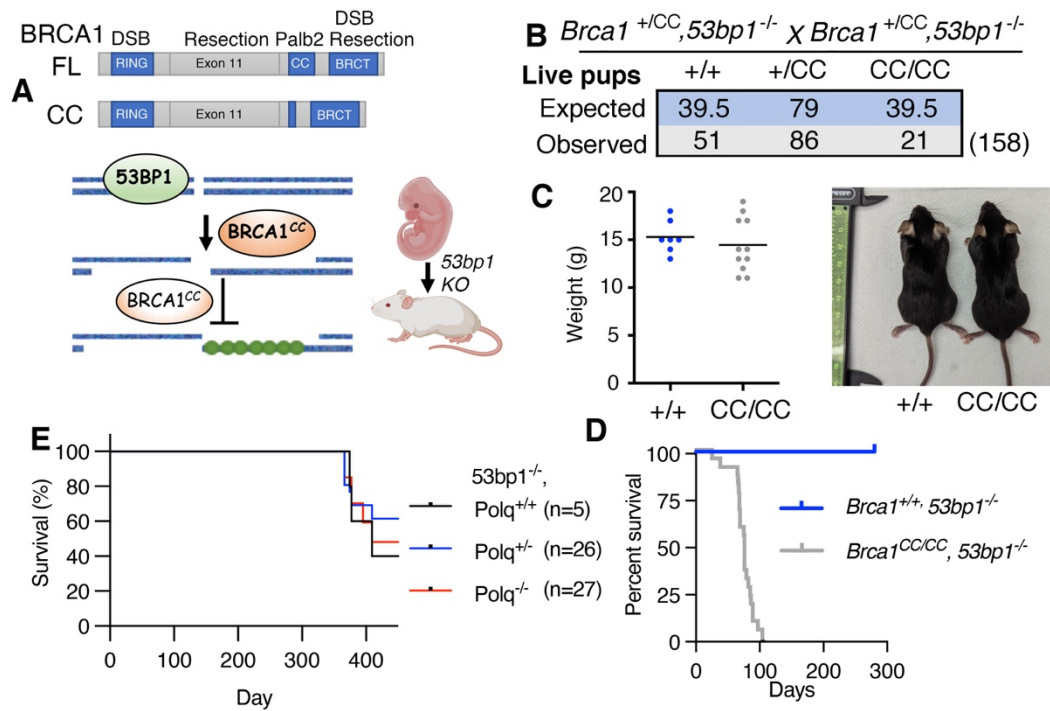 A
BRCA1 DSB Resection Palb2 DSB Resection
FL RING Exon 11 CC BRCT
CC RING Exon 11 BRCT
53BP1
BRCA1CC
BRCA1CC
53bp1
KO
B
Brca1 +/CC,53bp1-/- X Brca1 +/CC,53bp1-/-
Live pups +/+ +/CC CC/CC
Expected 39.5 79 39.5
Observed 51 86 21 (158)
C
Weight (g)
20
15
10
5
0
+/+ CC/CC
+/+ CC/CC
E
Survival (%)
100
80
60
40
20
0
0 100 200 300 400
Day
53bp1-/-,
Polq+/+ (n=5)
Polq+/- (n=26)
Polq-/- (n=27)
D
Percent survival
100
75
50
25
0
0 100 200 300
Days
Brca1+/+, 53bp1-/-
Brca1CC/CC, 53bp1-/-